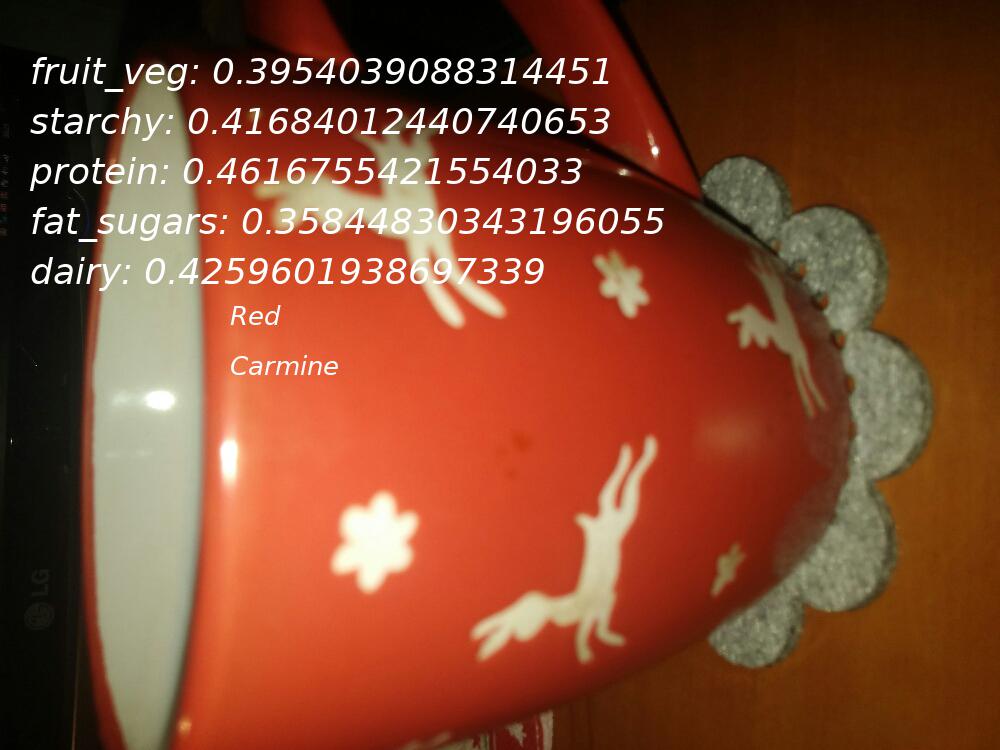 fruit_veg: 0.3954039088314451
starchy: 0.41684012440740653
protein: 0.4616755421554033
fat_sugars: 0.35844830343196055
dairy: 0.4259601938697339
Red
Carmine
LG